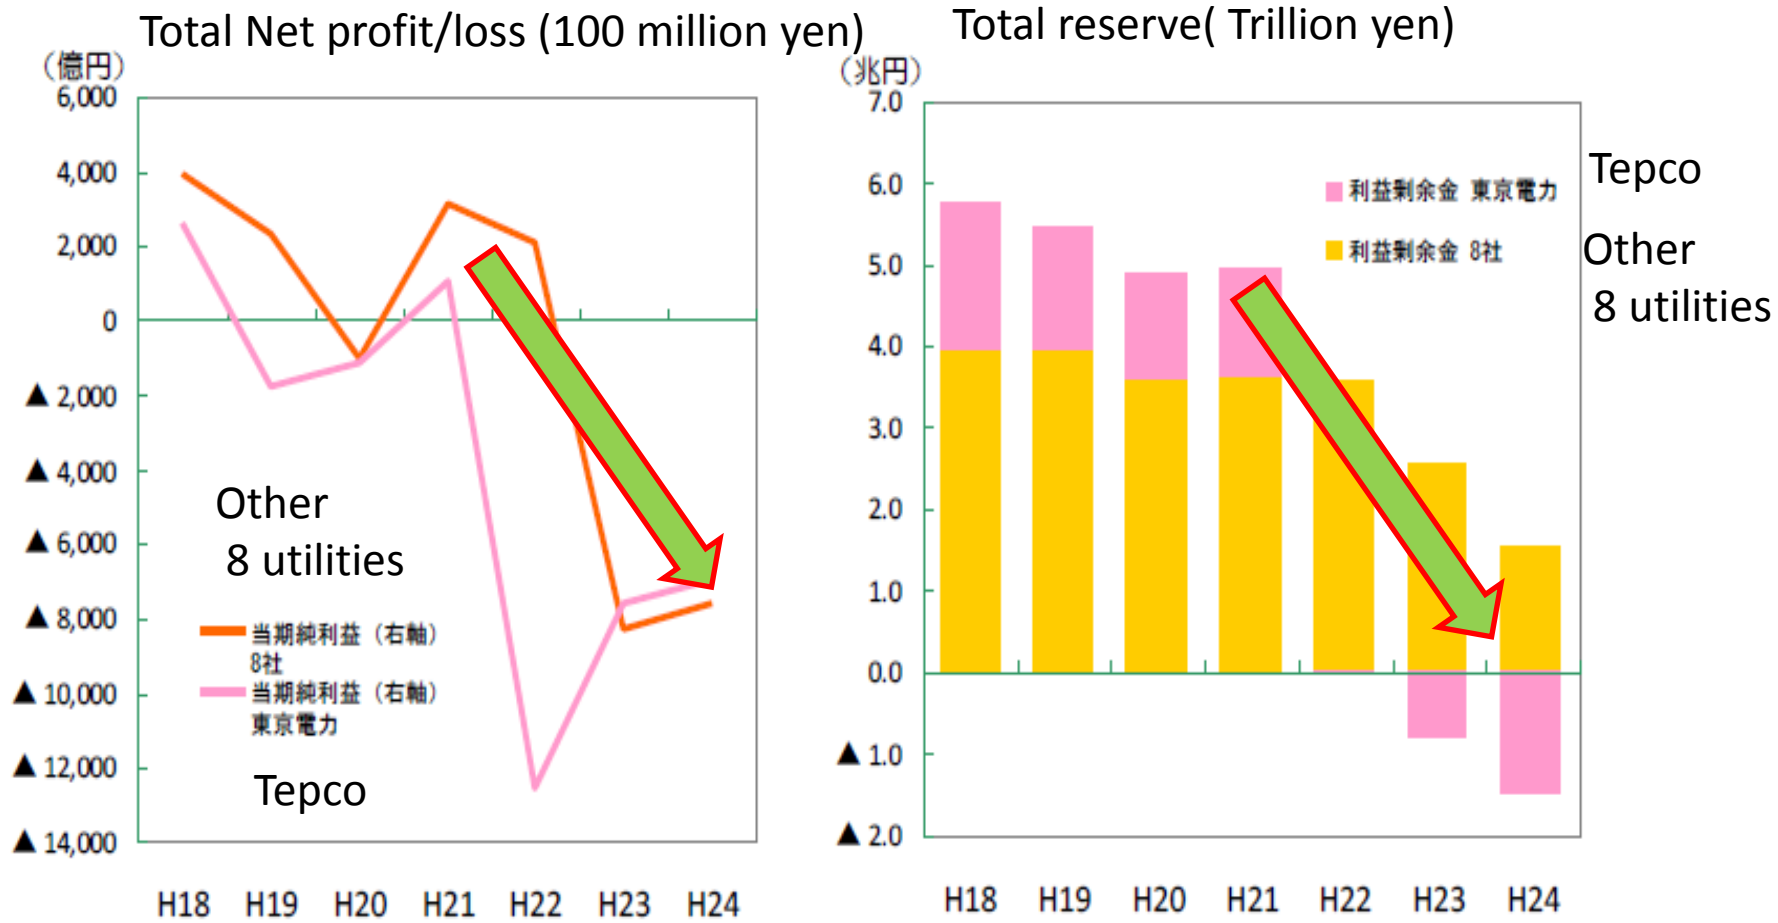 Total Net profit/loss (100 million yen)
(億円)
6,000
4,000
2,000
0
▲ 2,000
▲ 4,000
▲ 6,000
▲ 8,000
▲ 10,000
▲ 12,000
▲ 14,000
Other
8 utilities
当期純利益（右軸）
8社
当期純利益（右軸）
東京電力
Tepco
H18 H19 H20 H21 H22 H23 H24
Total reserve( Trillion yen)
(兆円)
7.0
6.0
5.0
4.0
3.0
2.0
1.0
0.0
▲ 1.0
▲ 2.0
利益剰余金 東京電力
利益剰余金 8社
Tepco
Other
8 utilities
H18 H19 H20 H21 H22 H23 H24